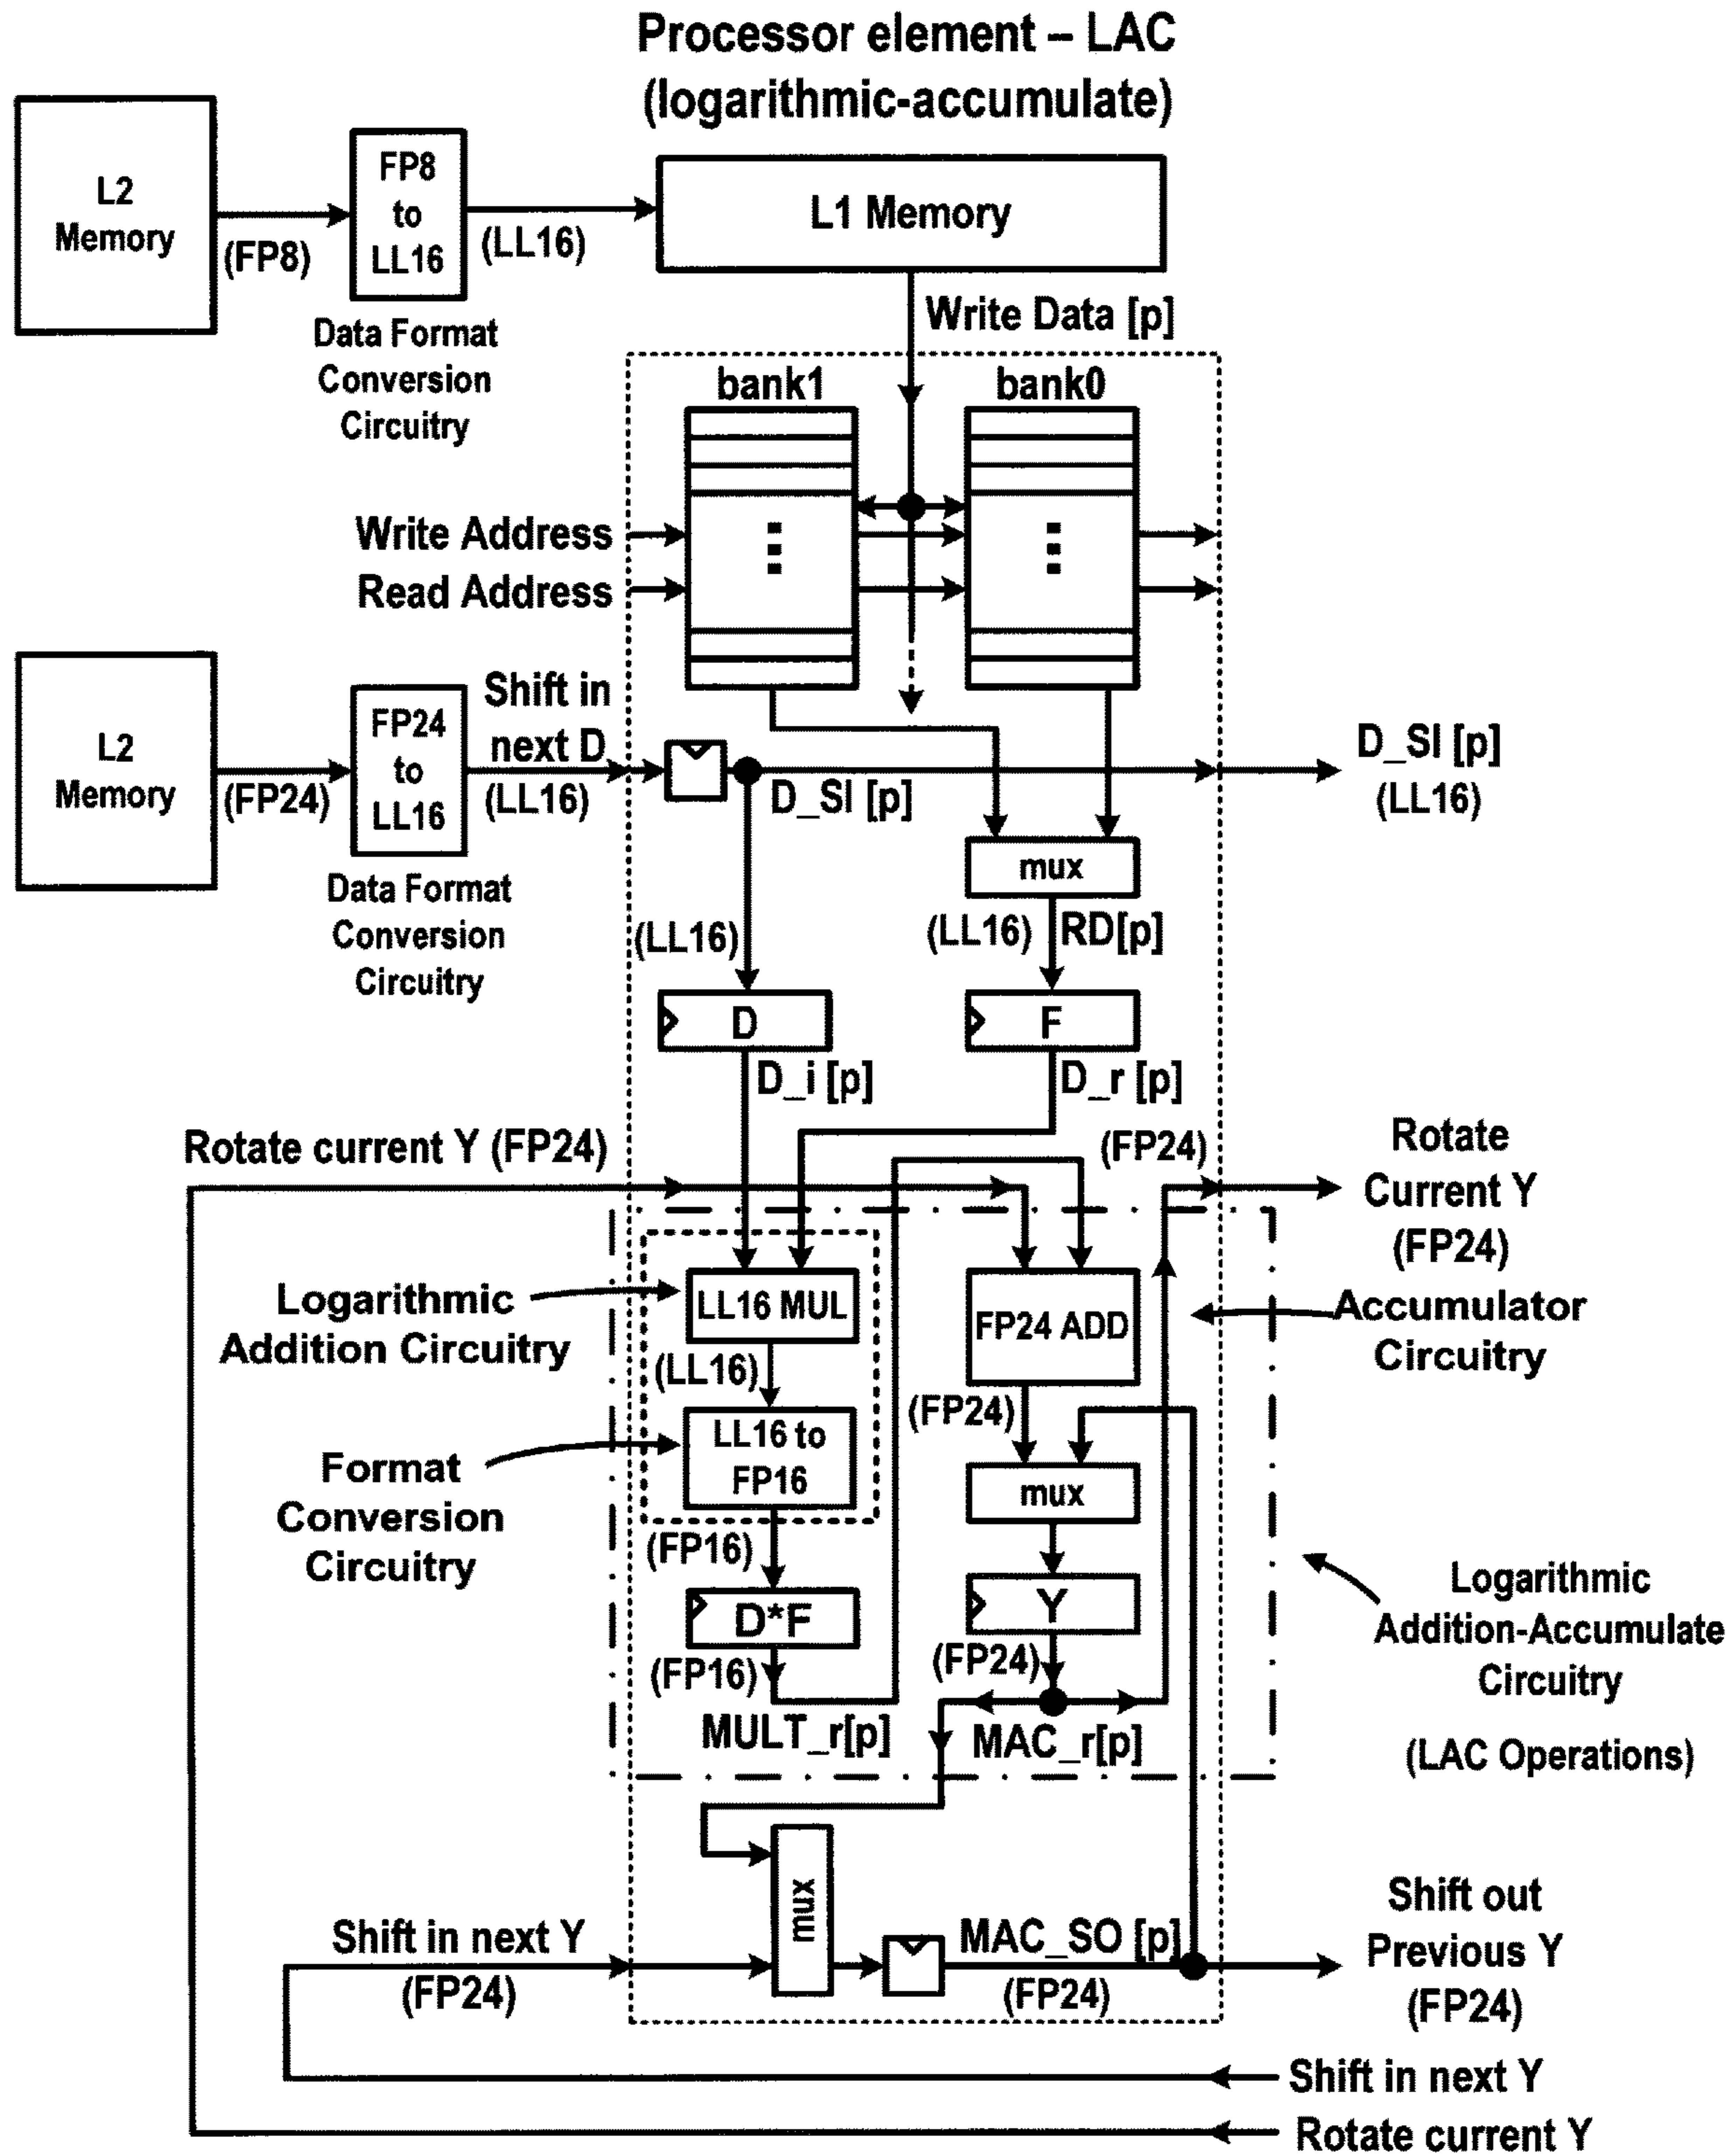 Processor element – LAC
(logarithmic-accumulate)
L2
Memory
(FP8)
FP8
to
LL16
(LL16)
Data Format
Conversion
Circuitry
L1 Memory
Write Data [p]
bank1
bank0
Write Address
Read Address
L2
Memory
(FP24)
FP24
to
LL16
Data Format
Conversion
Circuitry
Shift in
next D
(LL16)
D_SI [p]
D_SI [p]
(LL16)
mux
(LL16)
(LL16)
RD[p]
D
F
D_i [p]
D_r [p]
Rotate current Y (FP24)
(FP24)
Rotate
Current Y
(FP24)
Logarithmic
Addition Circuitry
LL16 MUL
FP24 ADD
Accumulator
Circuitry
(LL16)
(FP24)
Format
Conversion
Circuitry
LL16 to
FP16
mux
(FP16)
D*F
Y
(FP16)
(FP24)
MULT_r[p]
MAC_r[p]
Logarithmic
Addition-Accumulate
Circuitry
(LAC Operations)
mux
Shift in next Y
(FP24)
MAC_SO [p]
(FP24)
Shift out
Previous Y
(FP24)
Shift in next Y
Rotate current Y